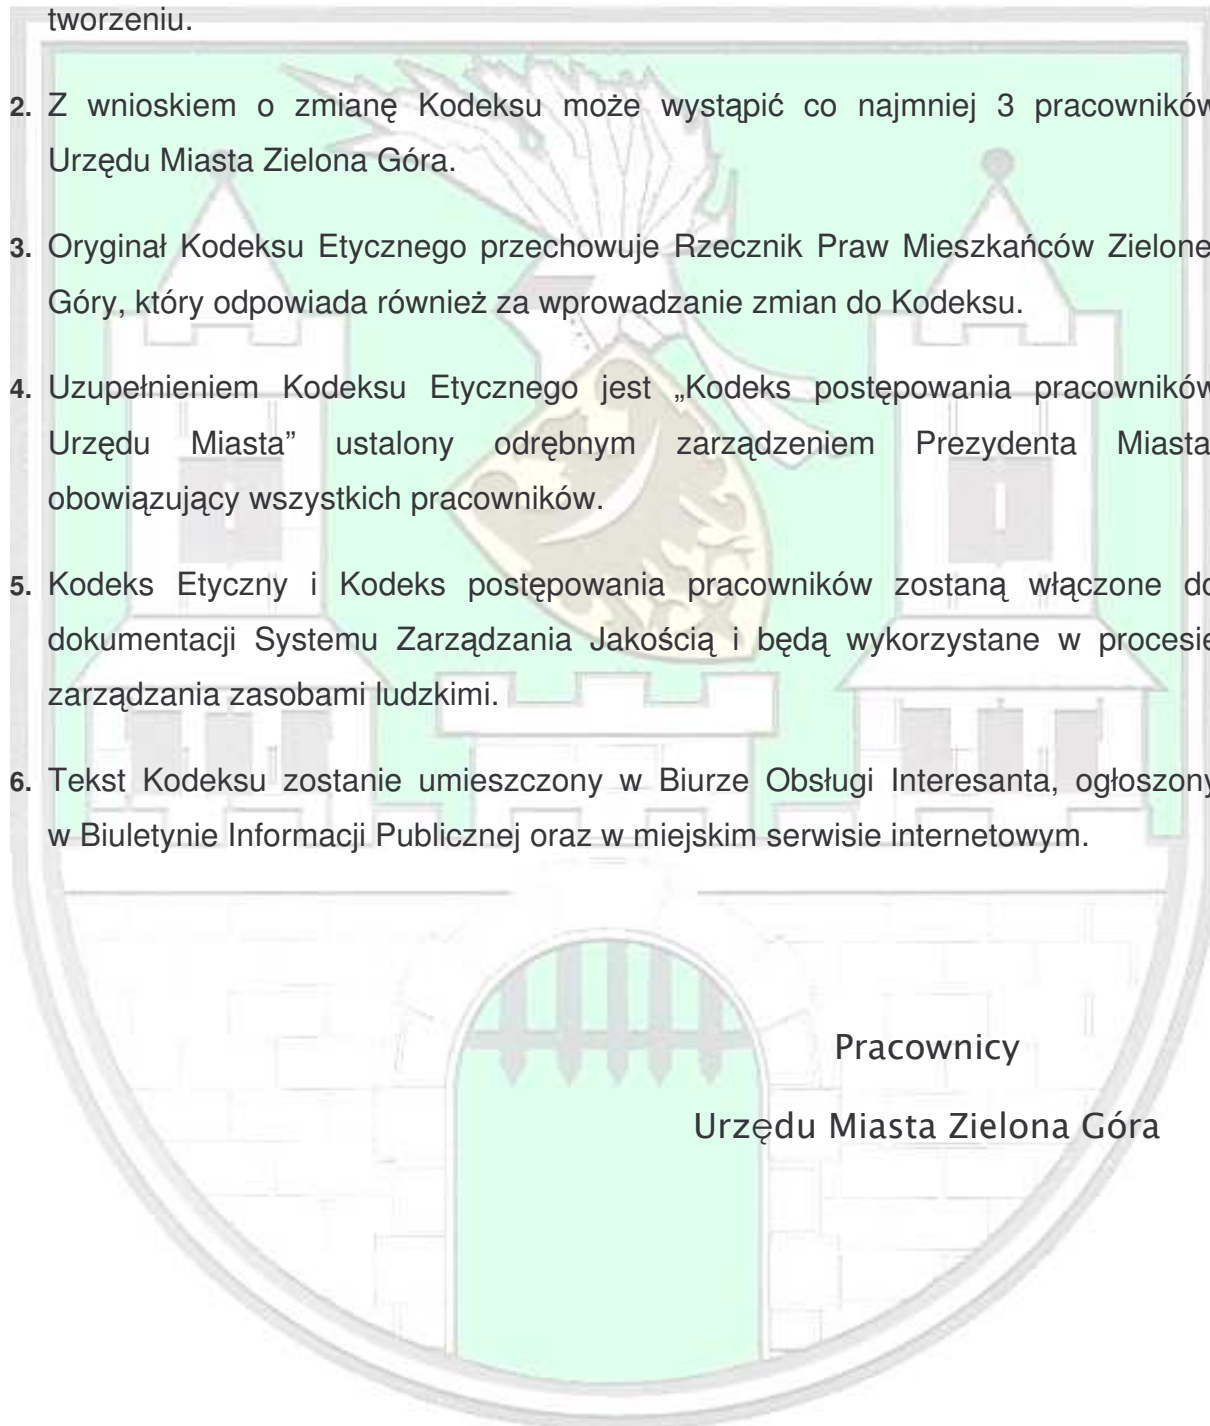 tworzeniu.
2. Z wnioskiem o zmianę Kodeksu może wystąpić co najmniej 3 pracowników
Urzędu Miasta Zielona Góra.
3. Oryginał Kodeksu Etycznego przechowuje Rzecznik Praw Mieszkańców Zielone
Góry, który odpowiada również za wprowadzanie zmian do Kodeksu.
4. Uzupełnieniem Kodeksu Etycznego jest „Kodeks postępowania pracowników
Urzędu Miasta” ustalony odrębnym zarządzeniem Prezydenta Miasta
obowiązujący wszystkich pracowników.
5. Kodeks Etyczny i Kodeks postępowania pracowników zostaną włączone do
dokumentacji Systemu Zarządzania Jakością i będą wykorzystane w procesie
zarządzania zasobami ludzkimi.
6. Tekst Kodeksu zostanie umieszczony w Biurze Obsługi Interesanta, ogłoszony
w Biuletynie Informacji Publicznej oraz w miejskim serwisie internetowym.
Pracownicy
Urzędu Miasta Zielona Góra